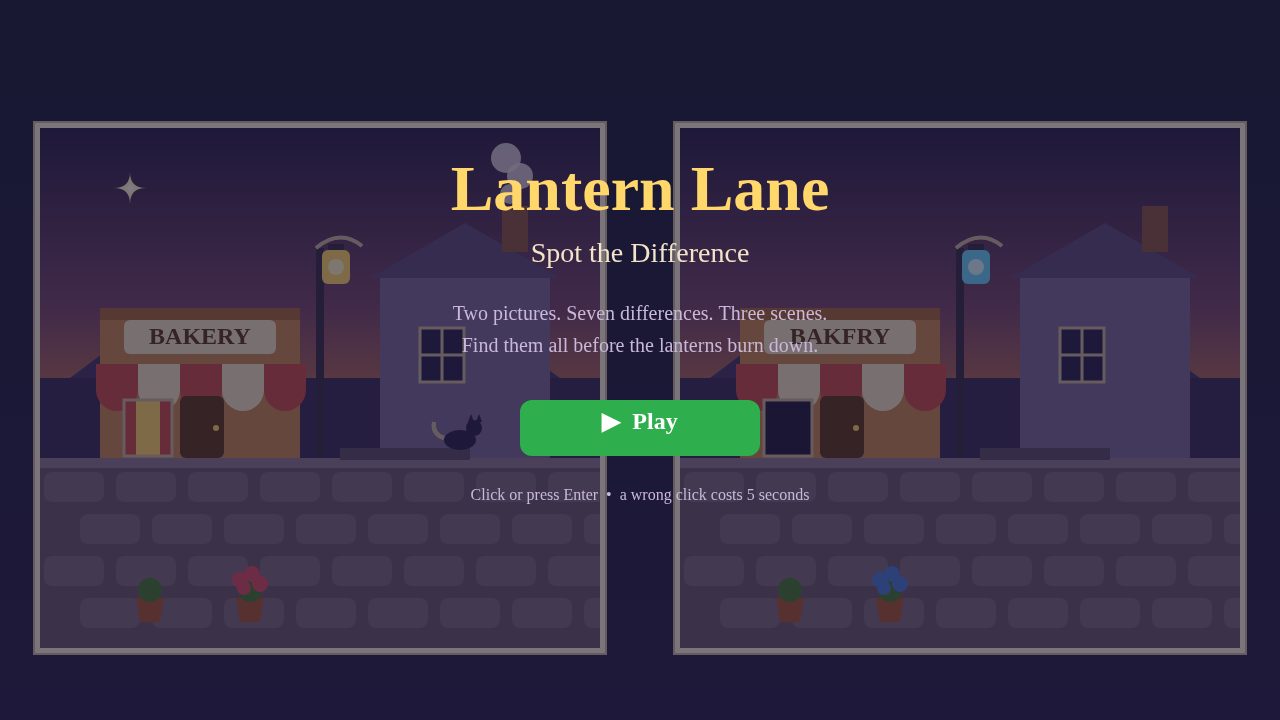 Lantern Lane
Spot the Difference
Two pictures. Seven differences. Three scenes.
BAKERY
BAKFRY
Find them all before the lanterns burn down.
▶ Play
Click or press Enter • a wrong click costs 5 seconds